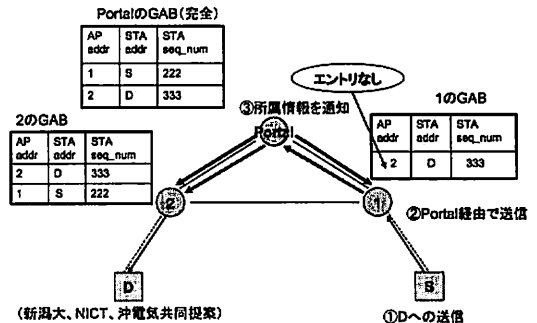 PortalのGAB(完全)
AP addr STA addr STA seq_num
1 S 222
2 D 333
エントリなし
③所属情報を通知
Portal
1のGAB
AP addr STA addr STA seq_num
2 D 333
2のGAB
AP addr STA addr STA seq_num
2 D 333
1 S 222
2
1
②Portal経由で送信
D
S
(新潟大、NICT、沖電気共同提案)
①Dへの送信